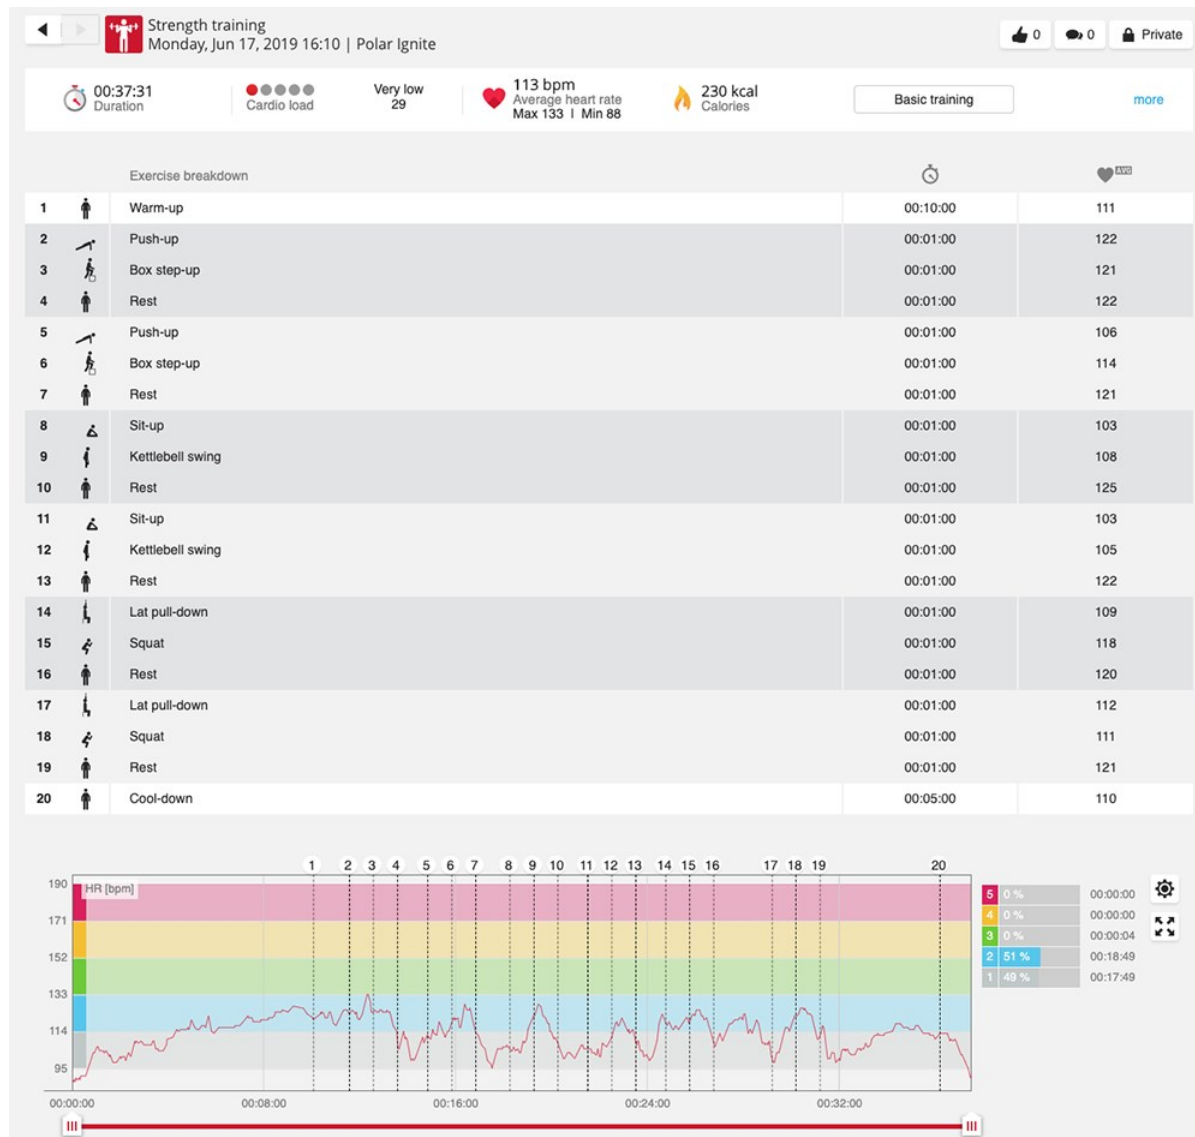 Strength training
Monday, Jun 17, 2019 16:10 | Polar Ignite
0 0 Private
00:37:31
Duration
Cardio load
Very low
29
113 bpm
Average heart rate
Max 133 | Min 88
230 kcal
Calories
Basic training
more
Exercise breakdown AVG
1 Warm-up 00:10:00 111
2 Push-up 00:01:00 122
3 Box step-up 00:01:00 121
4 Rest 00:01:00 122
5 Push-up 00:01:00 106
6 Box step-up 00:01:00 114
7 Rest 00:01:00 121
8 Sit-up 00:01:00 103
9 Kettlebell swing 00:01:00 108
10 Rest 00:01:00 125
11 Sit-up 00:01:00 103
12 Kettlebell swing 00:01:00 105
13 Rest 00:01:00 122
14 Lat pull-down 00:01:00 109
15 Squat 00:01:00 118
16 Rest 00:01:00 120
17 Lat pull-down 00:01:00 112
18 Squat 00:01:00 111
19 Rest 00:01:00 121
20 Cool-down 00:05:00 110
1 2 3 4 5 6 7 8 9 10 11 12 13 14 15 16 17 18 19 20
HR [bpm]
190
171
152
133
114
95
5 0 % 00:00:00
4 0 % 00:00:00
3 0 % 00:00:04
2 51 % 00:18:49
1 49 % 00:17:49
00:00:00 00:08:00 00:16:00 00:24:00 00:32:00